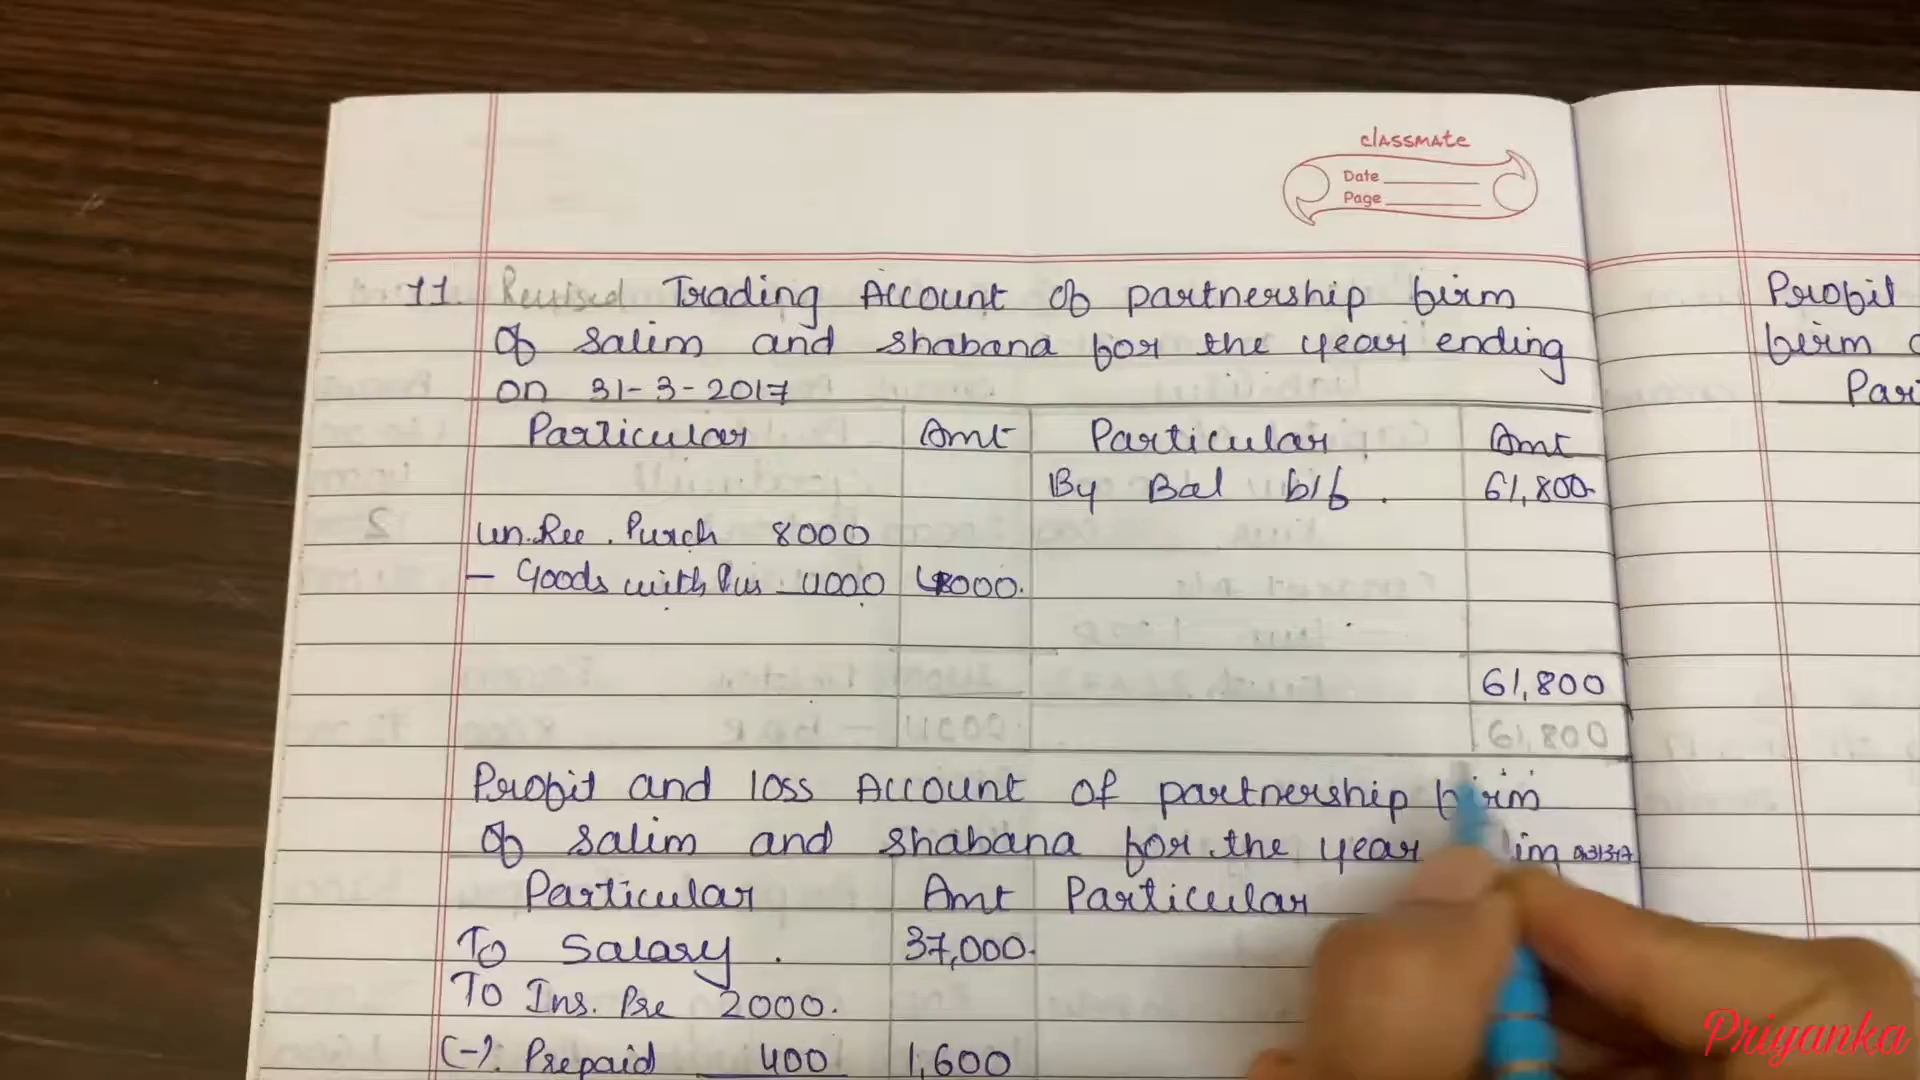 classmate
Date
Page
11. Revised Trading Account of partnership firm
of Salim and Shabana for the year ending
on 31-3-2017
Particular Amt Particular Amt
By Bal b/f. 61,800
un.Rec. Purch 8000
- Goods with Cus 4000 4000.
61,800
61,800
Profit and loss Account of partnership firm
of Salim and Shabana for the year
Particular Amt Particular
To Salary. 37,000.
To Ins. Pre 2000.
(-). Prepaid 400 1,600
Profit
firm
Priyanka